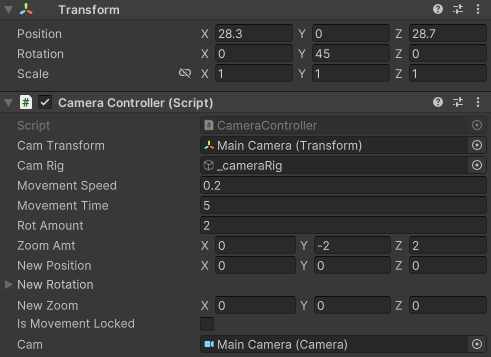 Transform
Position X 28.3 Y 0 Z 28.7
Rotation X 0 Y 45 Z 0
Scale X 1 Y 1 Z 1
# Camera Controller (Script)
Script # CameraController
Cam Transform Main Camera (Transform)
Cam Rig _cameraRig
Movement Speed 0.2
Movement Time 5
Rot Amount 2
Zoom Amt X 0 Y -2 Z 2
New Position X 0 Y 0 Z 0
New Rotation
New Zoom X 0 Y 0 Z 0
Is Movement Locked
Cam Main Camera (Camera)